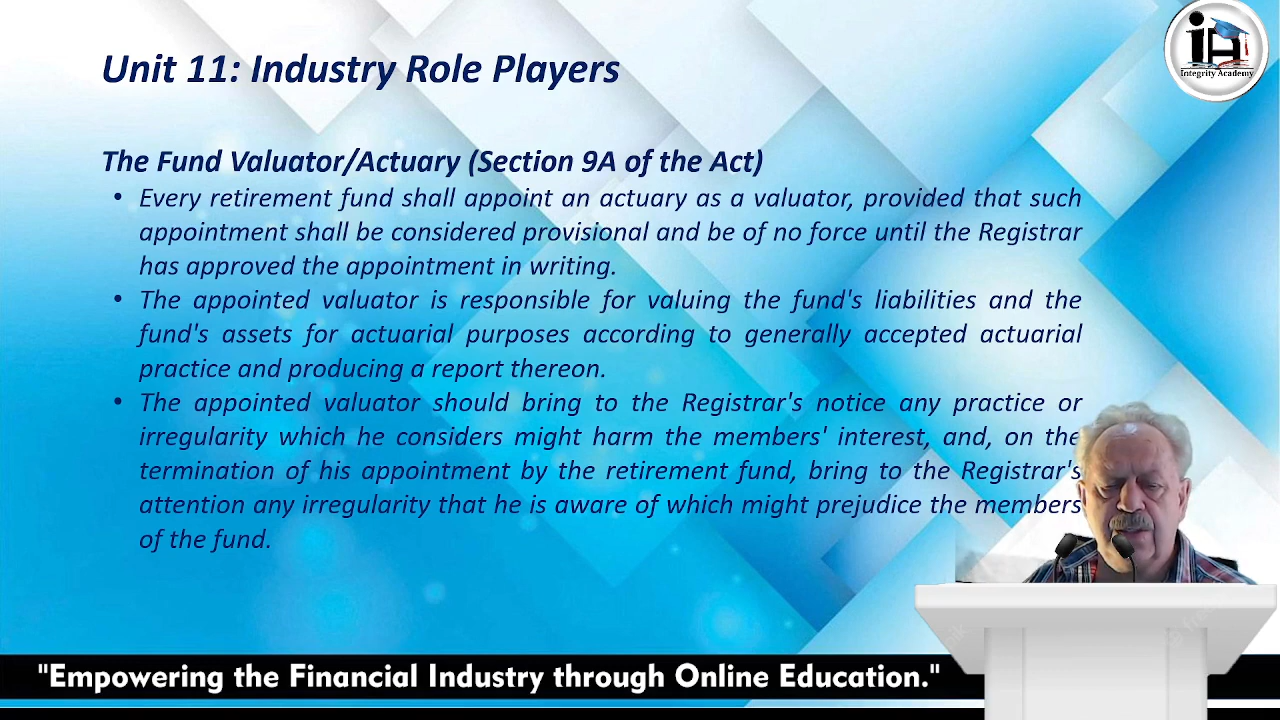 Unit 11: Industry Role Players
iA
Integrity Academy
The Fund Valuator/Actuary (Section 9A of the Act)
• Every retirement fund shall appoint an actuary as a valuator, provided that such
appointment shall be considered provisional and be of no force until the Registrar
has approved the appointment in writing.
• The appointed valuator is responsible for valuing the fund's liabilities and the
fund's assets for actuarial purposes according to generally accepted actuarial
practice and producing a report thereon.
• The appointed valuator should bring to the Registrar's notice any practice or
irregularity which he considers might harm the members' interest, and, on the
termination of his appointment by the retirement fund, bring to the Registrar's
attention any irregularity that he is aware of which might prejudice the members
of the fund.
"Empowering the Financial Industry through Online Education."